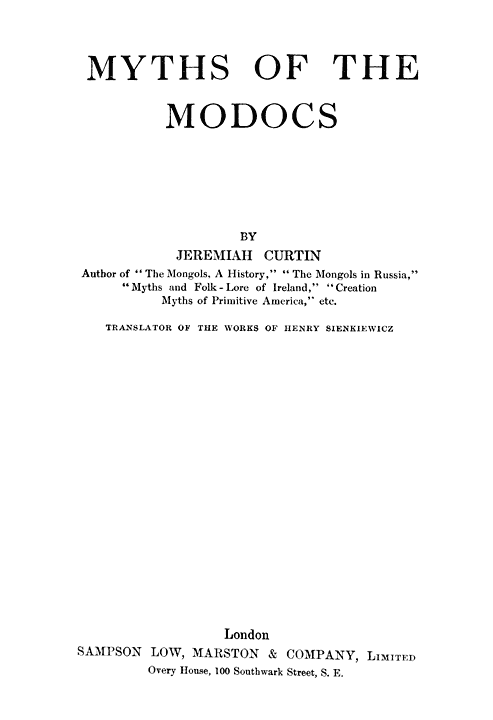 MYTHS OF THE
MODOCS
BY
JEREMIAH CURTIN
Author of "The Mongols, A History," "The Mongols in Russia,"
"Myths and Folk-Lore of Ireland," "Creation
Myths of Primitive America," etc.
TRANSLATOR OF THE WORKS OF HENRY SIENKIEWICZ
London
SAMPSON LOW, MARSTON & COMPANY, LIMITED
Overy House, 100 Southwark Street, S. E.